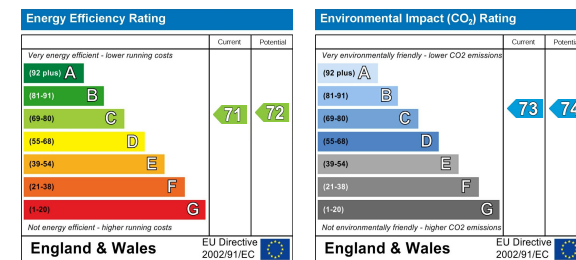 Energy Efficiency Rating
Current Potential
Very energy efficient - lower running costs
(92 plus) A
(81-91) B
(69-80) C
71 72
(55-68) D
(39-54) E
(21-38) F
(1-20) G
Not energy efficient - higher running costs
England & Wales
EU Directive
2002/91/EC
Environmental Impact (CO2) Rating
Current Potentia
Very environmentally friendly - lower CO2 emissions
(92 plus) A
(81-91) B
73 74
(69-80) C
(55-68) D
(39-54) E
(21-38) F
(1-20) G
Not environmentally friendly - higher CO2 emissions
England & Wales
EU Directive
2002/91/EC